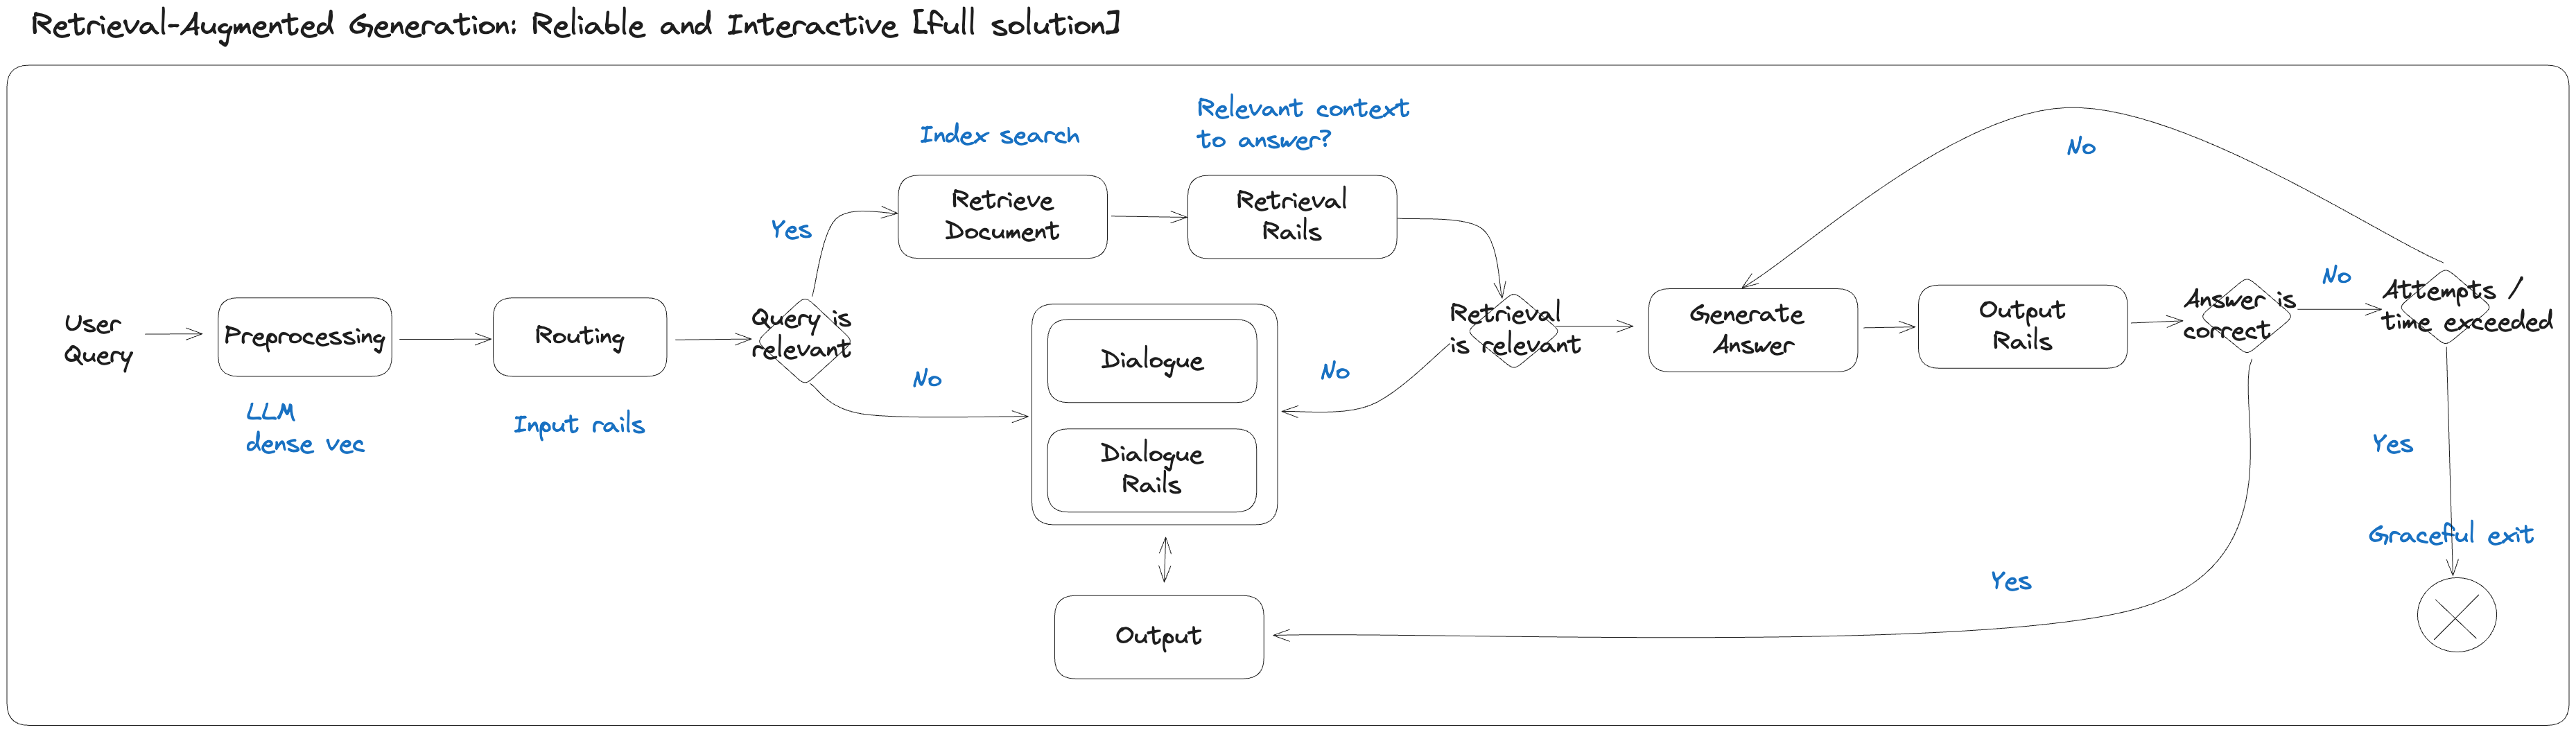 Retrieval-Augmented Generation: Reliable and Interactive [full solution]
User
Query
Preprocessing
LLM
dense vec
Routing
Input rails
Query is
relevant
Yes
No
Index search
Retrieve
Document
Relevant context
to answer?
Retrieval
Rails
Dialogue
Dialogue
Rails
Output
Retrieval
is relevant
No
Generate
Answer
Output
Rails
Answer is
correct
No
Yes
Attempts /
time exceeded
No
Yes
Graceful exit